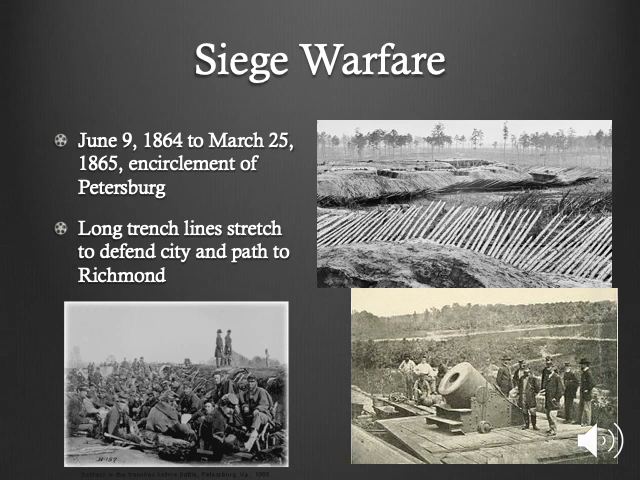 Siege Warfare
June 9, 1864 to March 25,
1865, encirclement of
Petersburg
Long trench lines stretch
to defend city and path to
Richmond